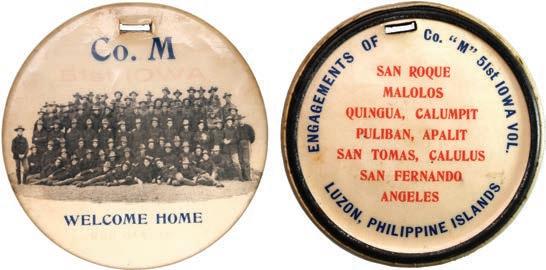 Co. M
WELCOME HOME
ENGAGEMENTS OF Co. "M" 51st IOWA VOL.
SAN ROQUE
MALOLOS
QUINGUA, CALUMPIT
PULIBAN, APALIT
SAN TOMAS, CALULUS
SAN FERNANDO
ANGELES
LUZON, PHILIPPINE ISLANDS